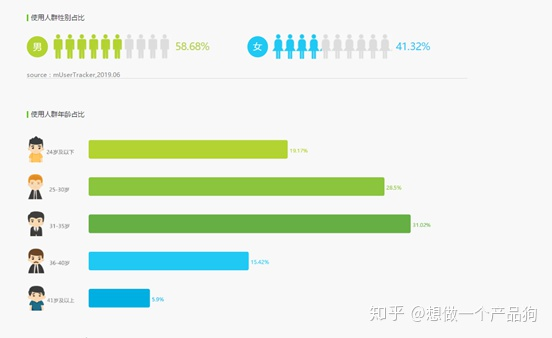 使用人群性别占比
男 58.68% 女 41.32%
source：mUserTracker,2019.06
使用人群年龄占比
24岁及以下 19.17%
25-30岁 28.5%
31-35岁 31.02%
36-40岁 15.42%
41岁及以上 5.9%
知乎 @想做一个产品狗